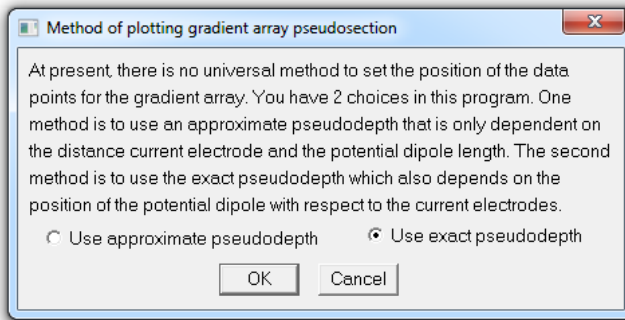 Method of plotting gradient array pseudosection
At present, there is no universal method to set the position of the data
points for the gradient array. You have 2 choices in this program. One
method is to use an approximate pseudodepth that is only dependent on
the distance current electrode and the potential dipole length. The second
method is to use the exact pseudodepth which also depends on the
position of the potential dipole with respect to the current electrodes.
Use approximate pseudodepth Use exact pseudodepth
OK Cancel